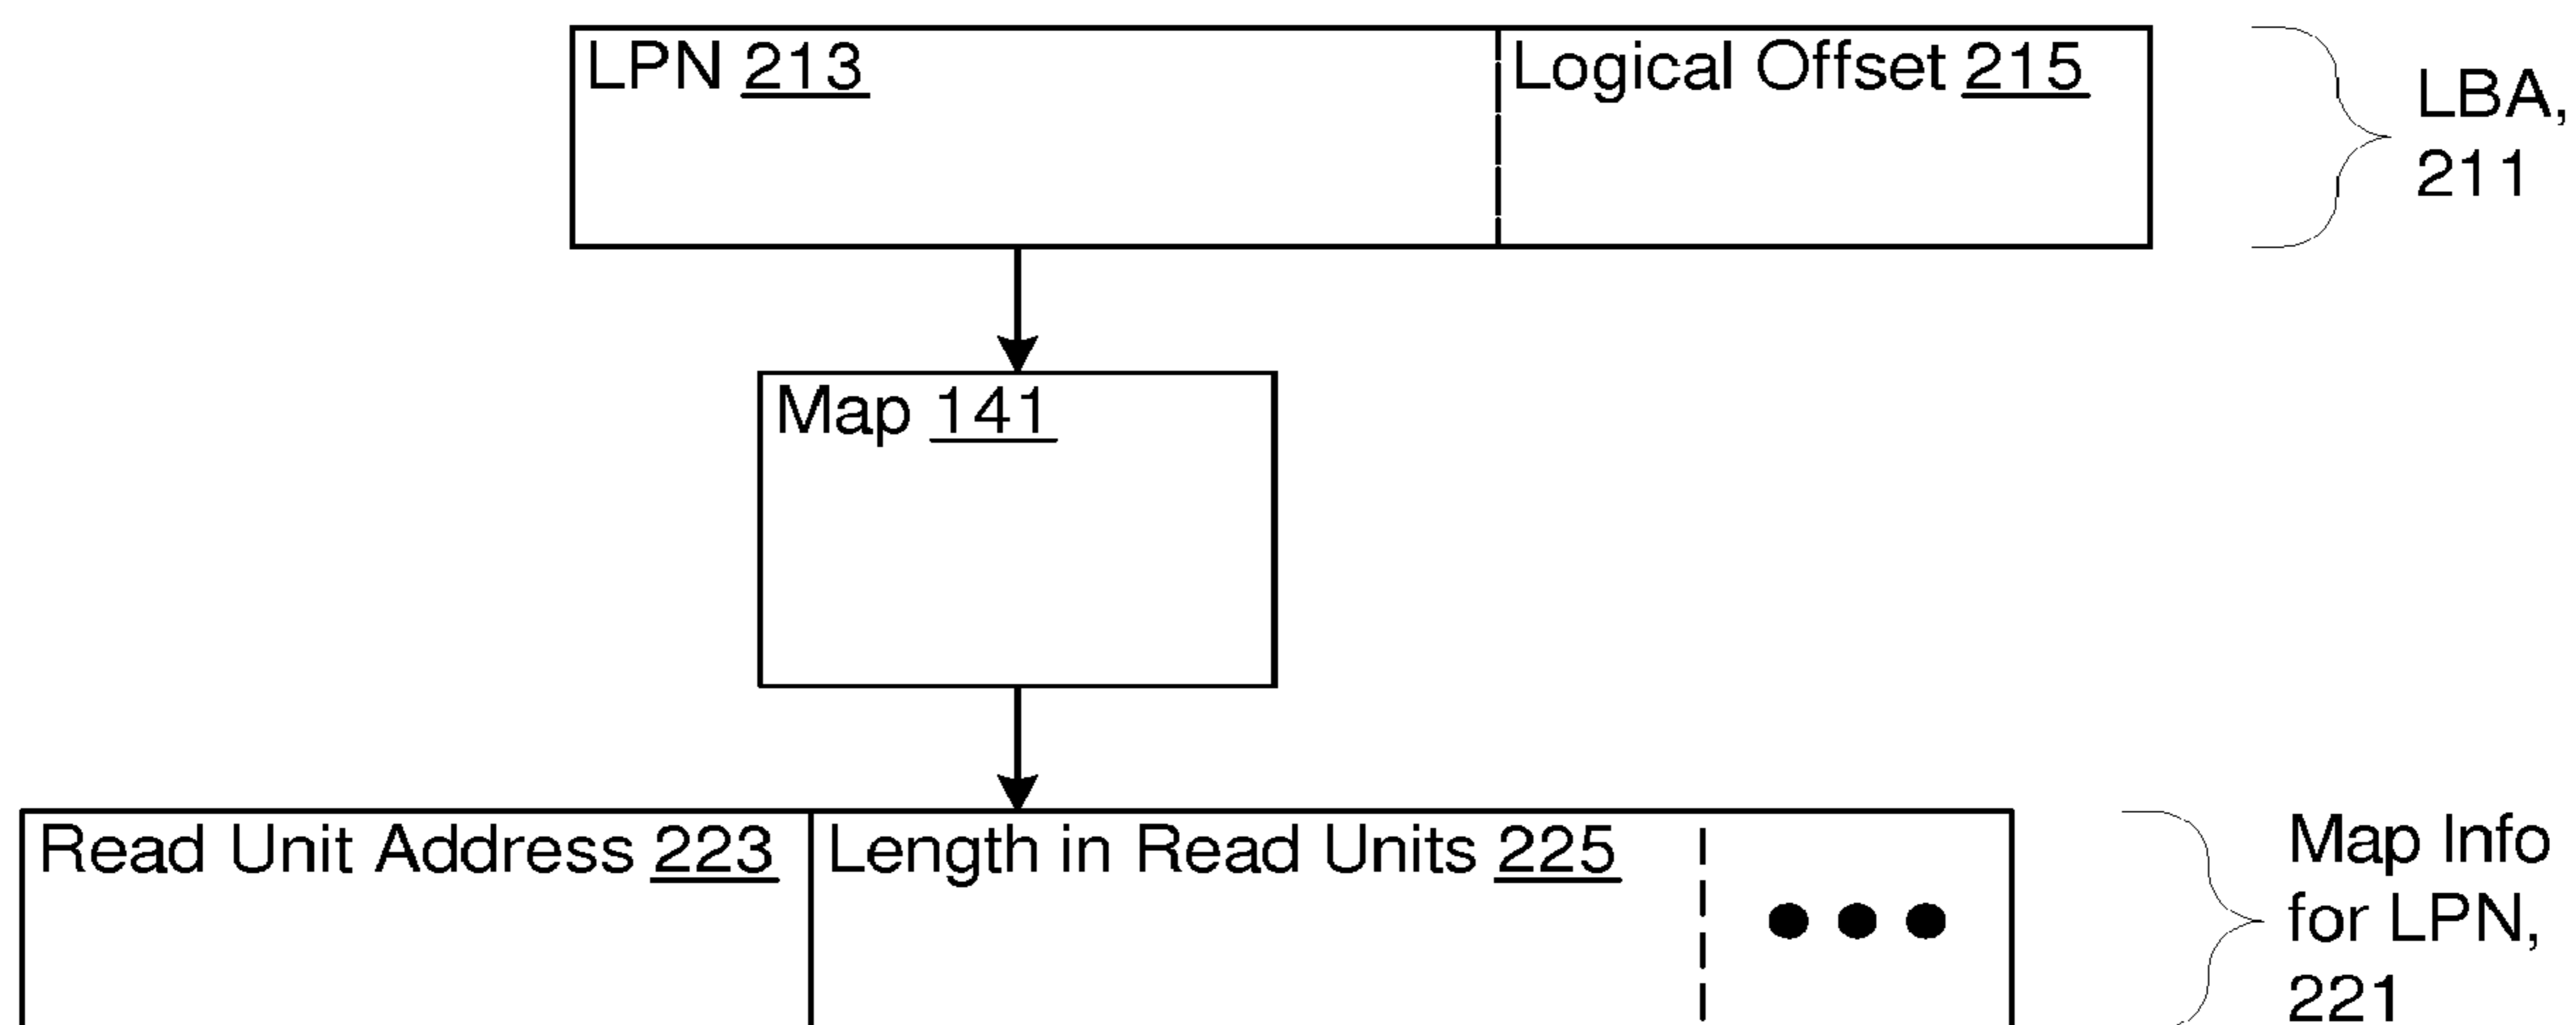 LPN 213
Logical Offset 215
LBA,
211
Map 141
Read Unit Address 223
Length in Read Units 225
Map Info
for LPN,
221